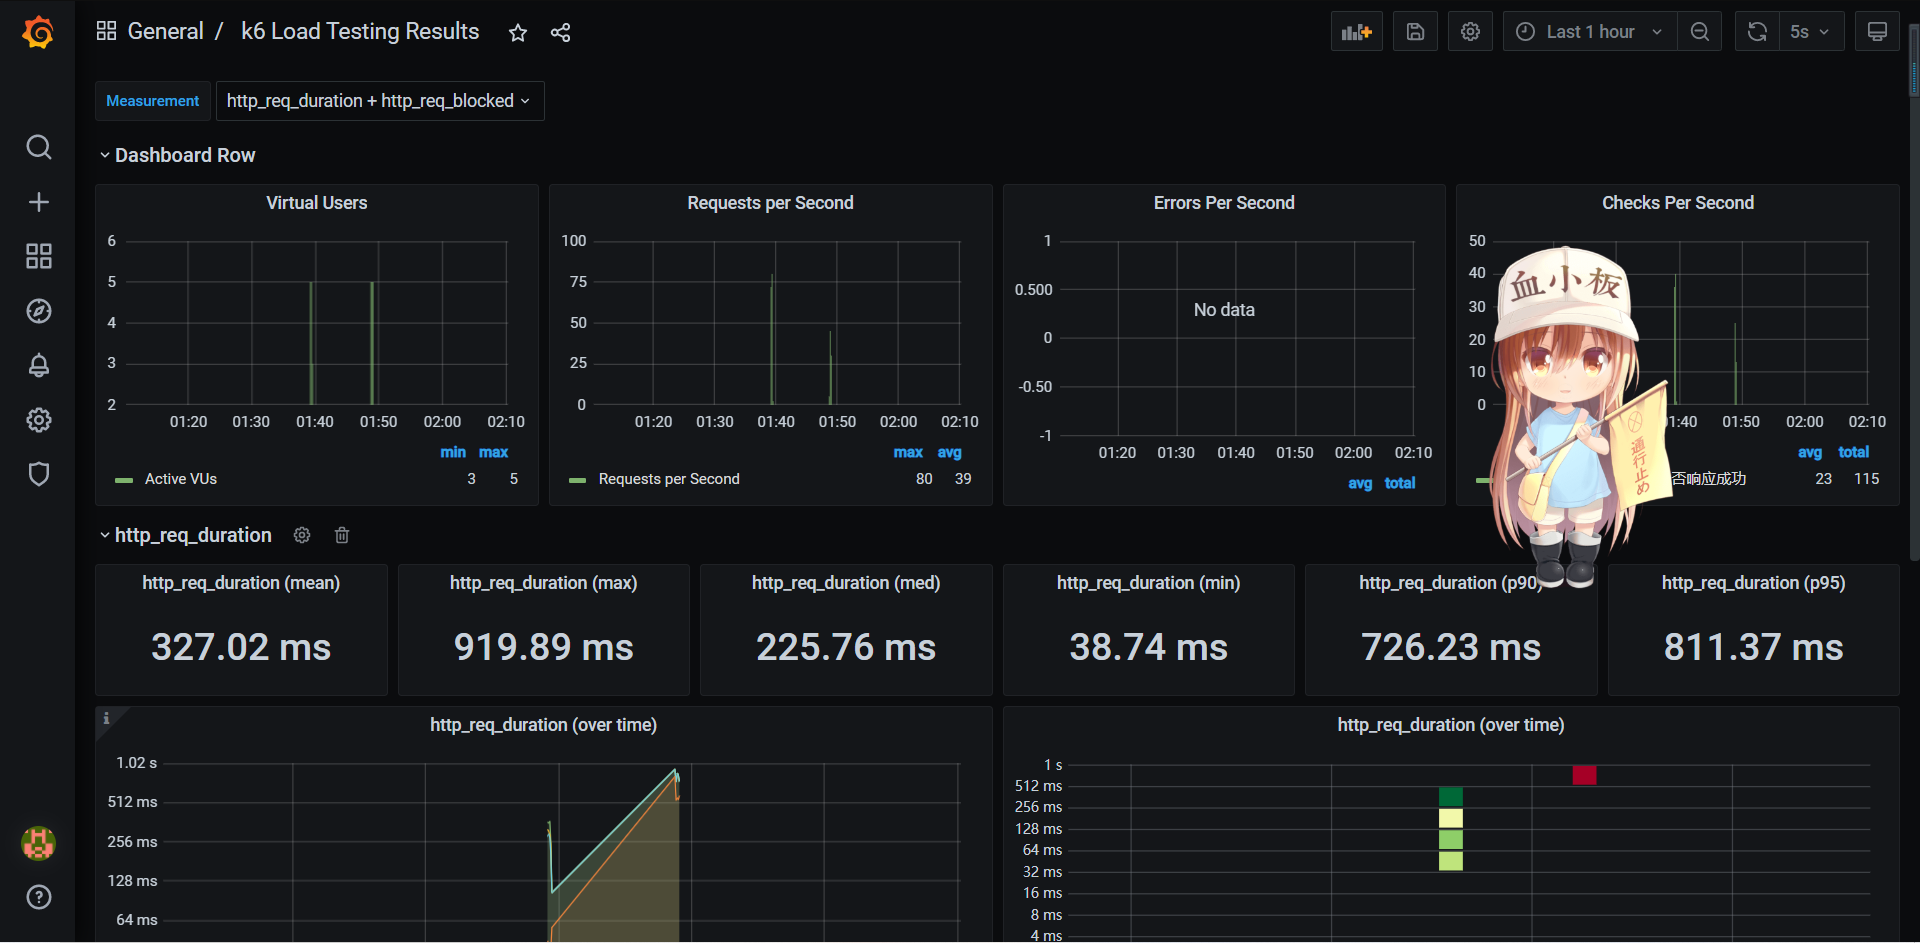 General / k6 Load Testing Results
Last 1 hour
5s
Measurement
http_req_duration + http_req_blocked
Dashboard Row
Virtual Users
6
5
4
3
2
01:20 01:30 01:40 01:50 02:00 02:10
min max
Active VUs 3 5
Requests per Second
100
75
50
25
0
01:20 01:30 01:40 01:50 02:00 02:10
max avg
Requests per Second 80 39
Errors Per Second
1
0.500
0
-0.50
-1
No data
01:20 01:30 01:40 01:50 02:00 02:10
avg total
Checks Per Second
50
40
30
20
10
0
1:40 01:50 02:00 02:10
avg total
否响应成功 23 115
血小板
通行止め
http_req_duration
http_req_duration (mean)
327.02 ms
http_req_duration (max)
919.89 ms
http_req_duration (med)
225.76 ms
http_req_duration (min)
38.74 ms
http_req_duration (p90)
726.23 ms
http_req_duration (p95)
811.37 ms
http_req_duration (over time)
1.02 s
512 ms
256 ms
128 ms
64 ms
http_req_duration (over time)
1 s
512 ms
256 ms
128 ms
64 ms
32 ms
16 ms
8 ms
4 ms